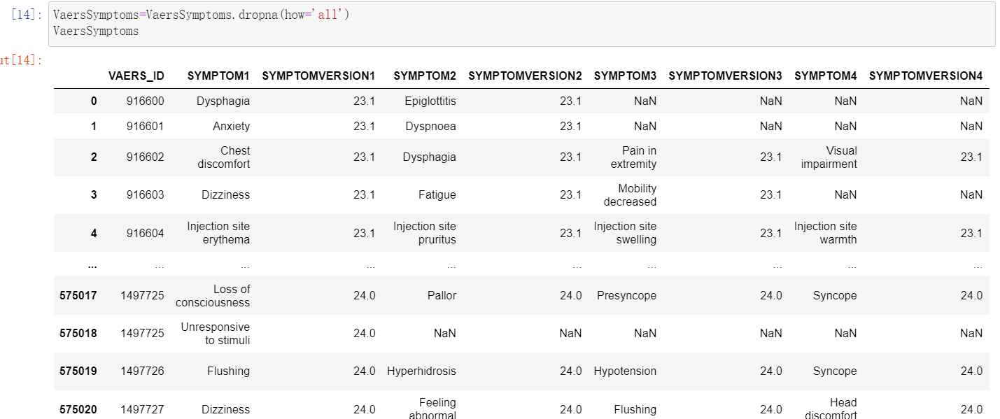 [14]: VaersSymptoms=VaersSymptoms.dropna(how='all')
VaersSymptoms
ut[14]:
VAERS_ID SYMPTOM1 SYMPTOMVERSION1 SYMPTOM2 SYMPTOMVERSION2 SYMPTOM3 SYMPTOMVERSION3 SYMPTOM4 SYMPTOMVERSION4
0 916600 Dysphagia 23.1 Epiglottitis 23.1 NaN NaN NaN NaN
1 916601 Anxiety 23.1 Dyspnoea 23.1 NaN NaN NaN NaN
2 916602 Chest discomfort 23.1 Dysphagia 23.1 Pain in extremity 23.1 Visual impairment 23.1
3 916603 Dizziness 23.1 Fatigue 23.1 Mobility decreased 23.1 NaN NaN
4 916604 Injection site erythema 23.1 Injection site pruritus 23.1 Injection site swelling 23.1 Injection site warmth 23.1
... ... ... ... ... ... ... ... ... ...
575017 1497725 Loss of consciousness 24.0 Pallor 24.0 Presyncope 24.0 Syncope 24.0
575018 1497725 Unresponsive to stimuli 24.0 NaN NaN NaN NaN NaN NaN
575019 1497726 Flushing 24.0 Hyperhidrosis 24.0 Hypotension 24.0 Syncope 24.0
575020 1497727 Dizziness 24.0 Feeling abnormal 24.0 Flushing 24.0 Head discomfort 24.0